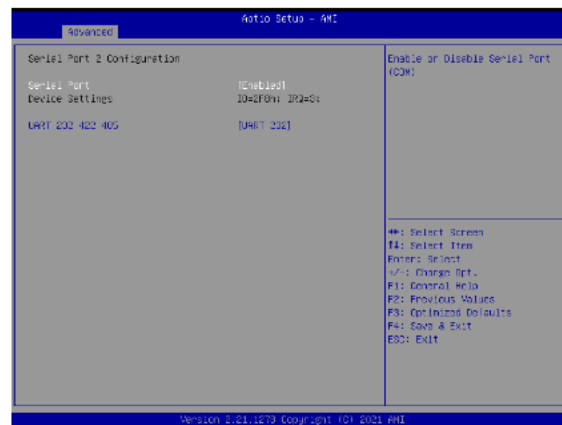 Aptio Setup - AMI
Advanced
Serial Port 2 Configuration
Serial Port [Enabled]
Device Settings IO=2F8h; IRQ=3;
UART 232 422 485 [UART 232]
Enable or Disable Serial Port
(COM)
: Select Screen
↑↓: Select Item
Enter: Select
+/-: Change Opt.
F1: General Help
F2: Previous Values
F3: Optimized Defaults
F4: Save & Exit
ESC: Exit
Version 2.21.1278 Copyright (C) 2021 AMI